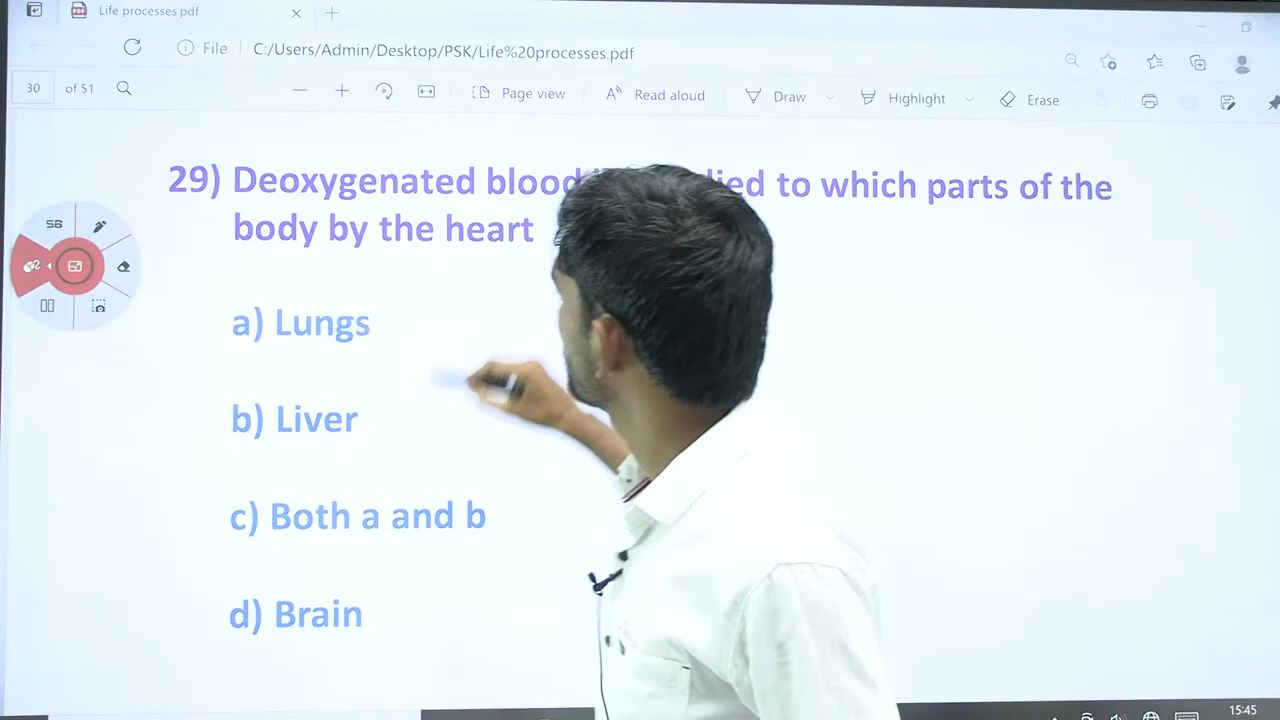 Life processes.pdf
File C:/Users/Admin/Desktop/PSK/Life%20processes.pdf
30 of 51 Page view Read aloud Draw Highlight Erase
29) Deoxygenated blood to which parts of the
body by the heart
SB
a) Lungs
b) Liver
c) Both a and b
d) Brain
15:45